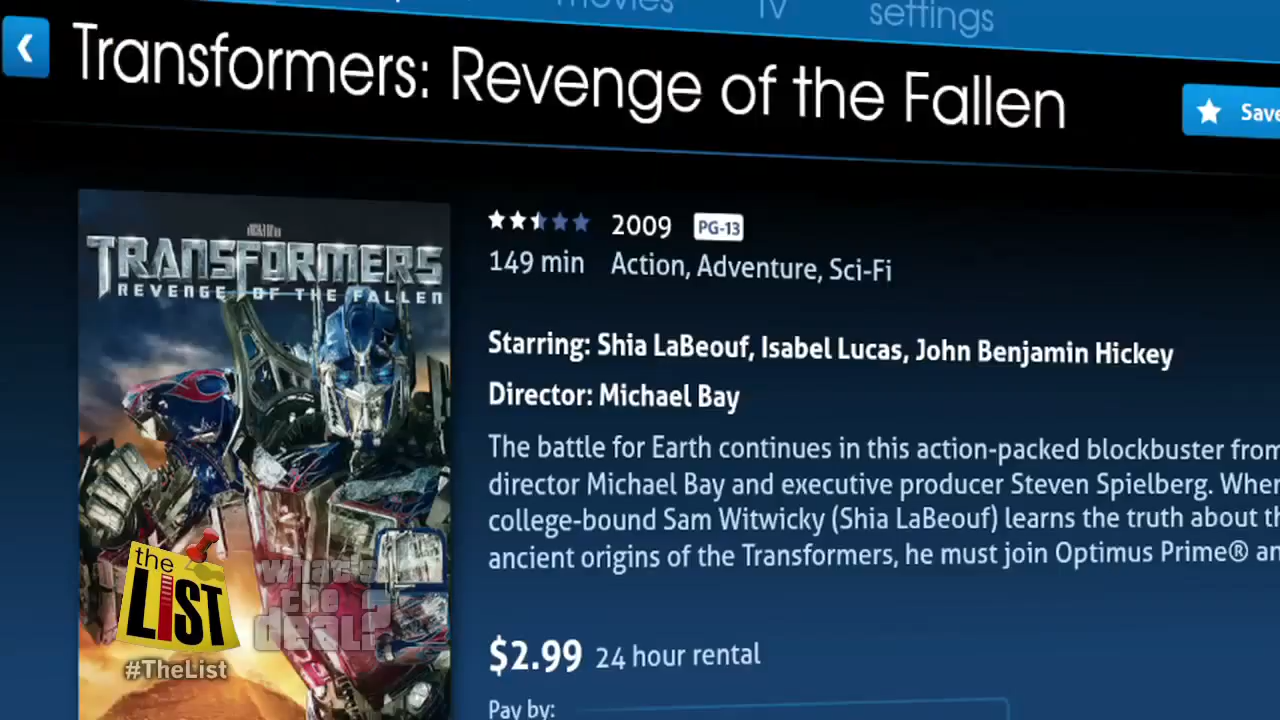 movies TV settings
Transformers: Revenge of the Fallen
Save
2009 PG-13
149 min Action, Adventure, Sci-Fi
TRANSFORMERS
REVENGE OF THE FALLEN
Starring: Shia LaBeouf, Isabel Lucas, John Benjamin Hickey
Director: Michael Bay
The battle for Earth continues in this action-packed blockbuster from
director Michael Bay and executive producer Steven Spielberg. When
college-bound Sam Witwicky (Shia LaBeouf) learns the truth about th
ancient origins of the Transformers, he must join Optimus Prime® an
the
LIST
#TheList
what's
the
deal?
$2.99 24 hour rental
Pay by: